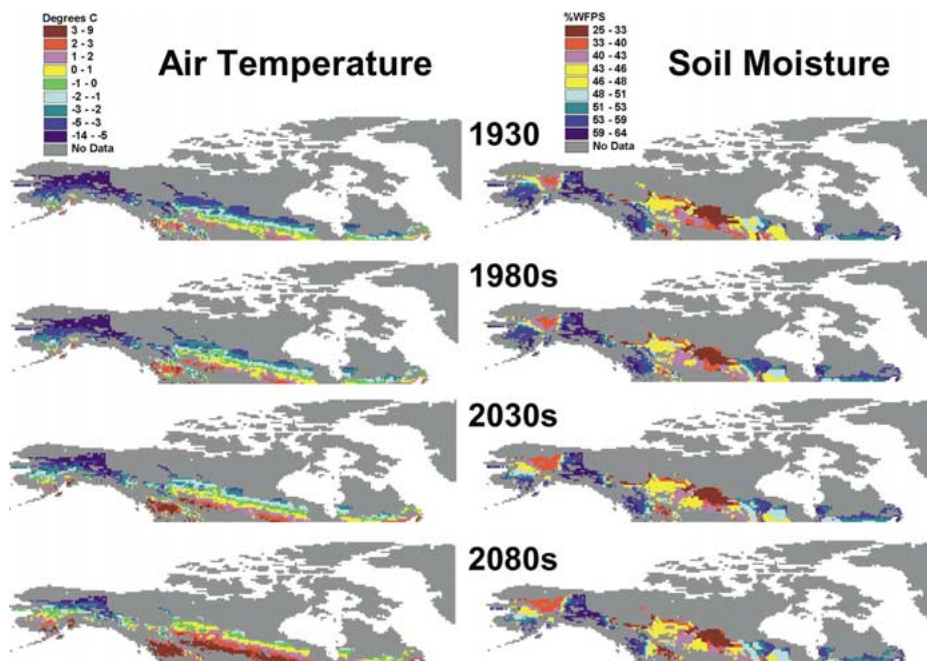 Degrees C
3 - 9
2 - 3
1 - 2
0 - 1
-1 - 0
-2 - -1
-3 - -2
-5 - -3
-14 - -5
No Data
Air Temperature
%WFPS
25 - 33
33 - 40
40 - 43
43 - 46
46 - 48
48 - 51
51 - 53
53 - 59
59 - 64
No Data
Soil Moisture
1930
1980s
2030s
2080s